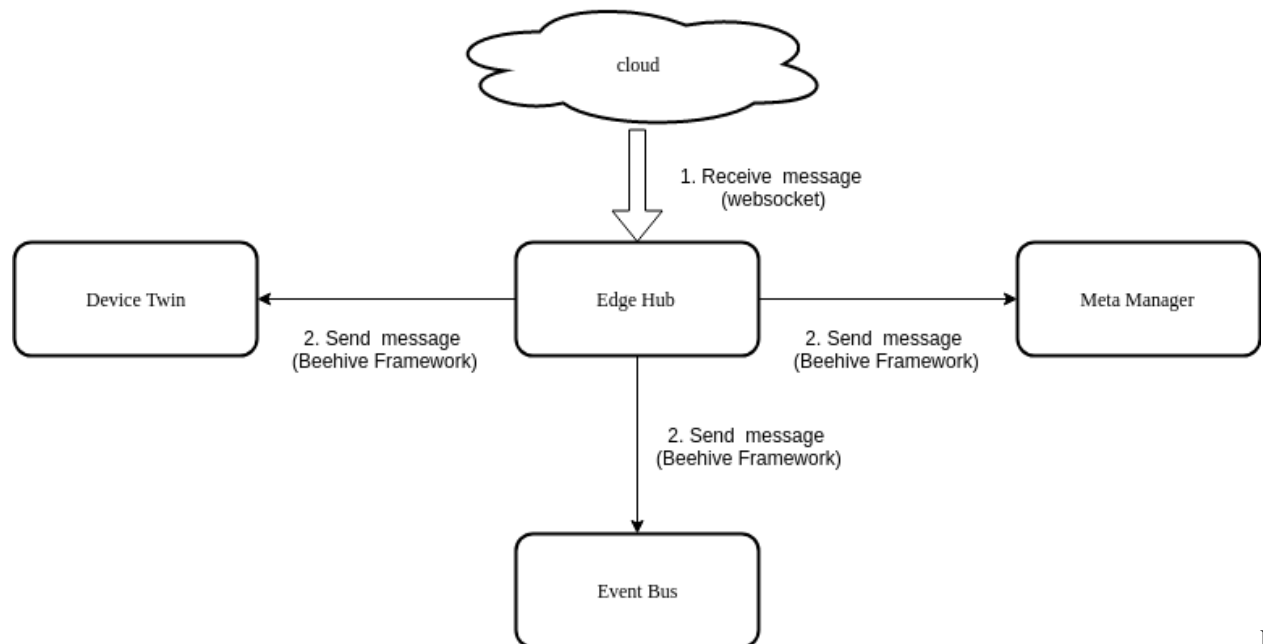 cloud
1. Receive message
(websocket)
Device Twin
Edge Hub
Meta Manager
2. Send message
(Beehive Framework)
2. Send message
(Beehive Framework)
2. Send message
(Beehive Framework)
Event Bus